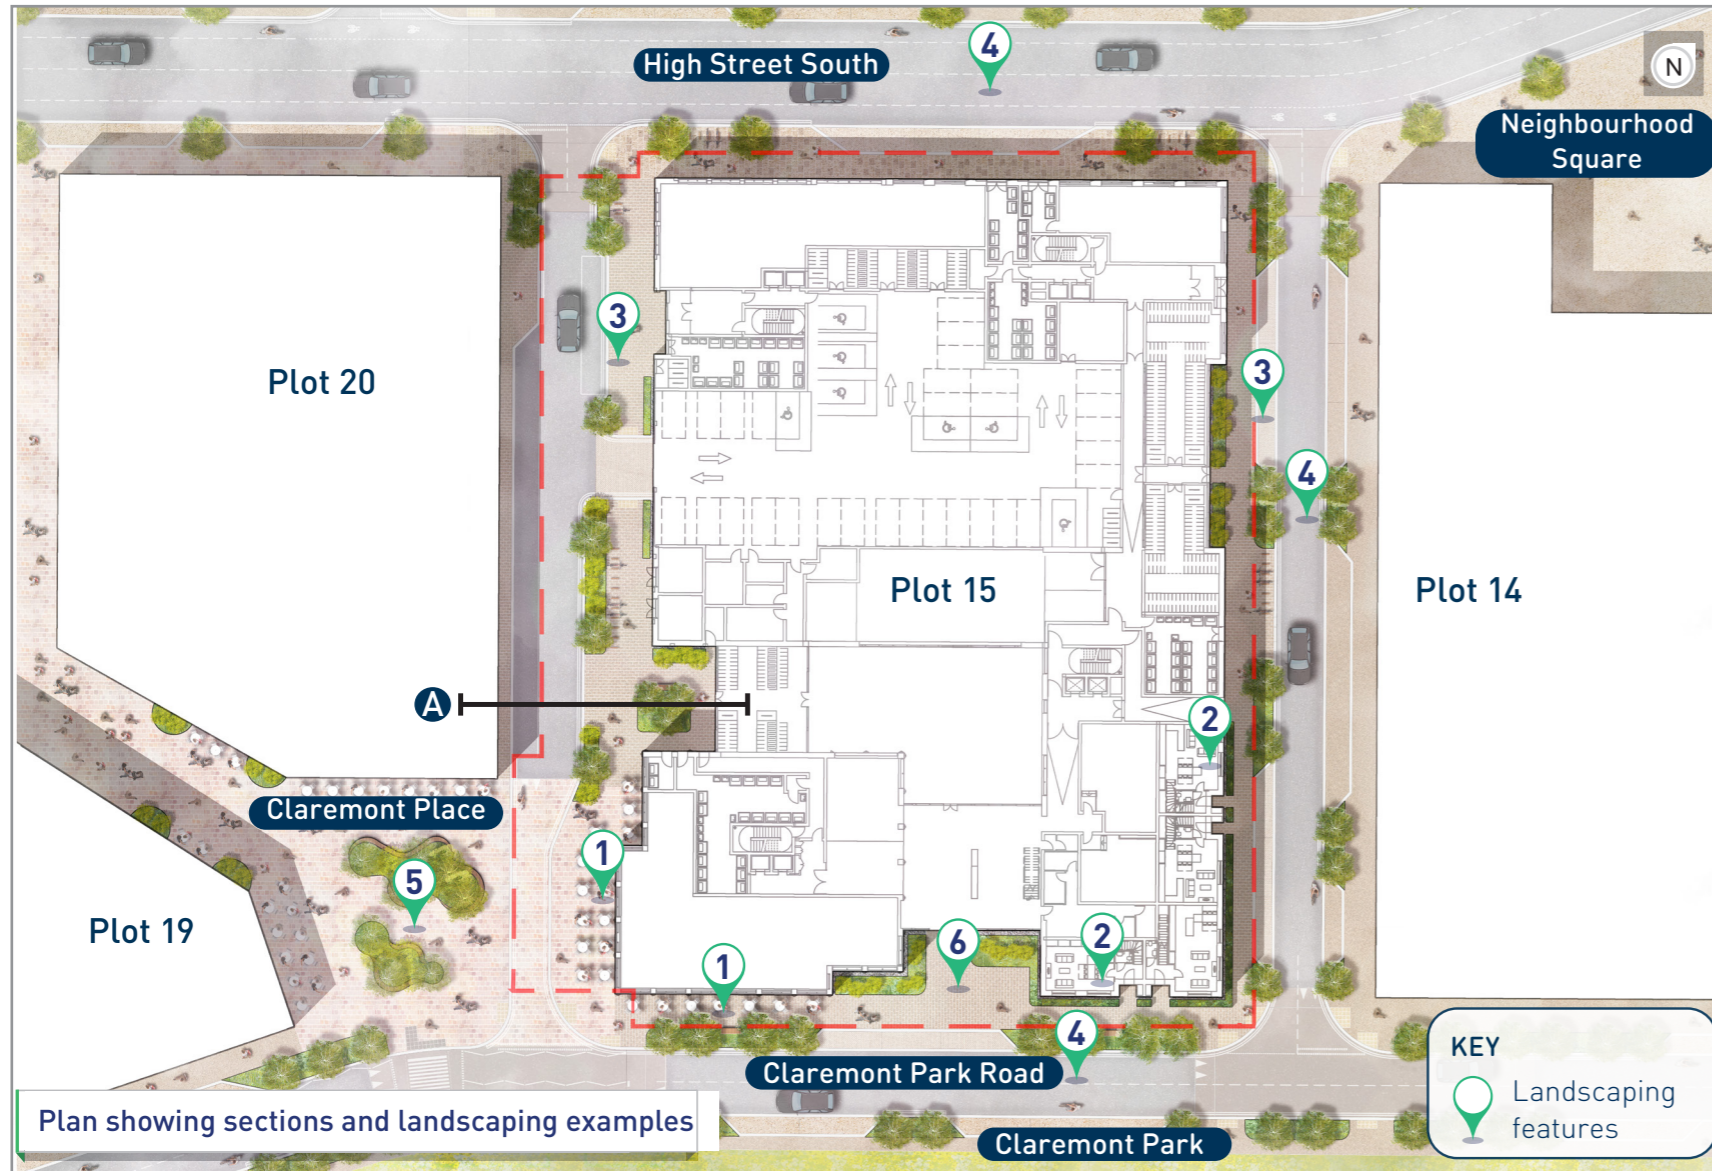 High Street South
4
N
Neighbourhood
Square
3
Plot 20
3
4
Plot 15
Plot 14
A
2
Claremont Place
1
5
Plot 19
2
6
1
4
KEY
Claremont Park Road
Landscaping
features
Plan showing sections and landscaping examples
Claremont Park